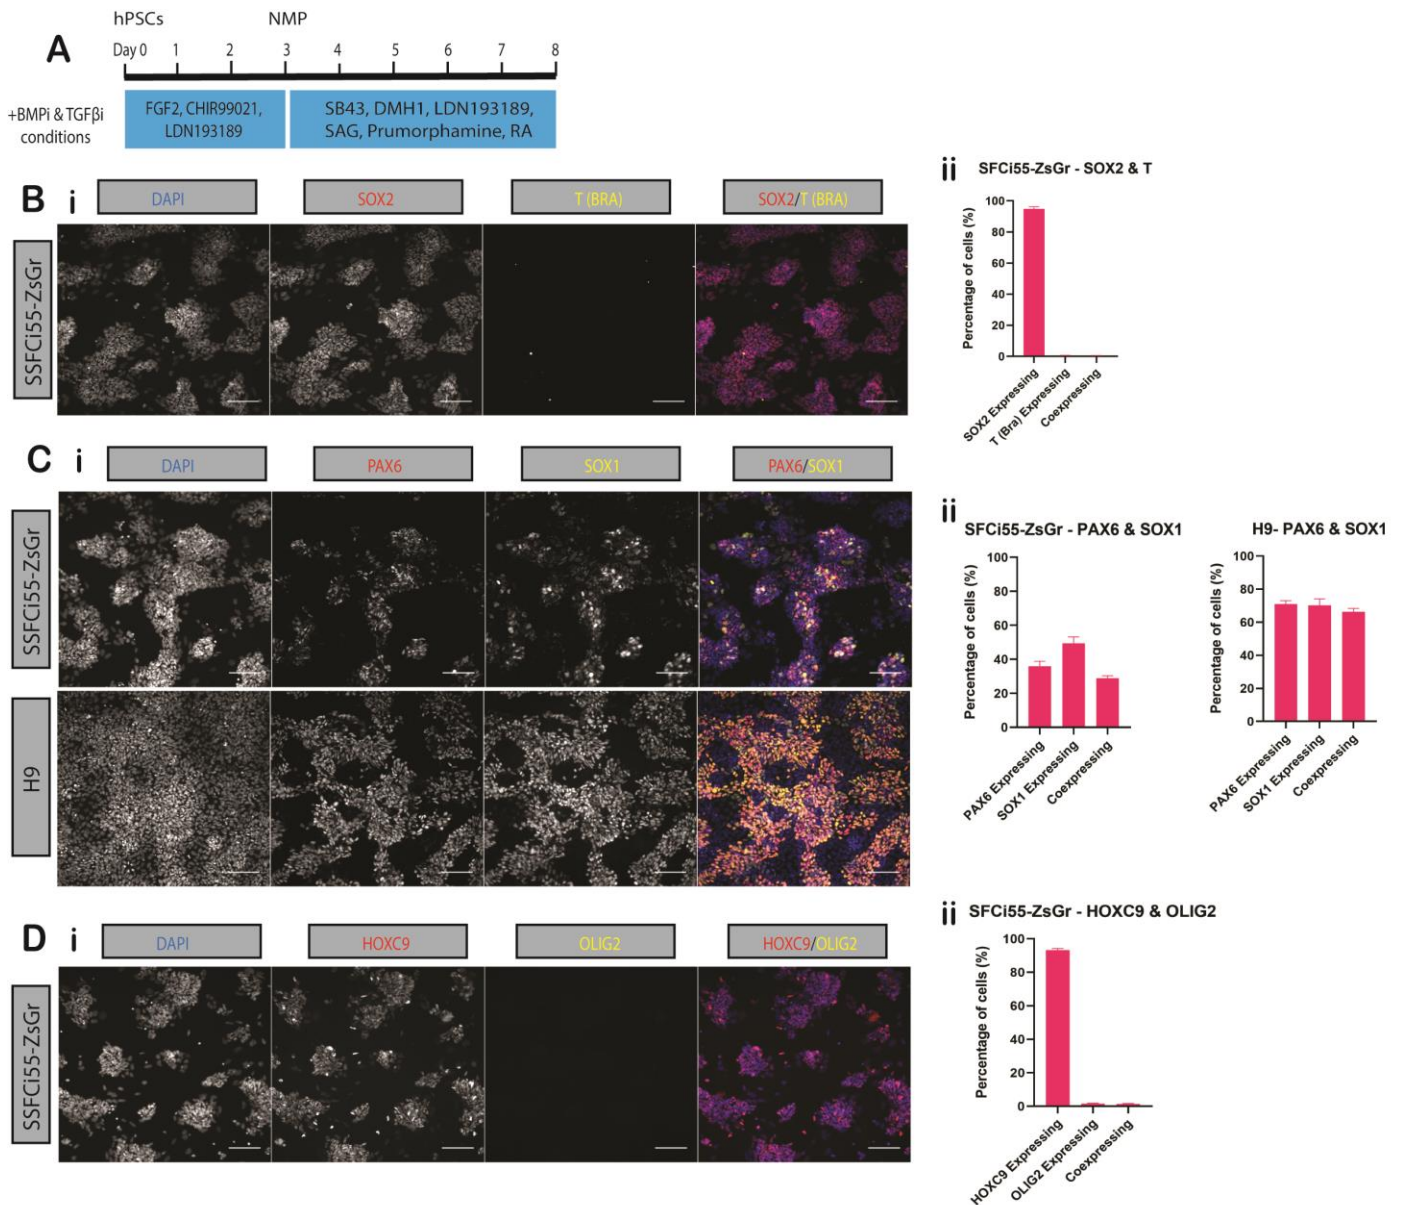 hPSCs NMP
A
Day 0 1 2 3 4 5 6 7 8
+BMPi & TGFβi
conditions
FGF2, CHIR99021,
LDN193189
SB43, DMH1, LDN193189,
SAG, Prumorphamine, RA
B i
DAPI
SOX2
T (BRA)
SOX2/T (BRA)
SSFCi55-ZsGr
ii SFCi55-ZsGr - SOX2 & T
Percentage of cells (%)
100
80
60
40
20
0
SOX2 Expressing
T (Bra) Expressing
Coexpressing
C i
DAPI
PAX6
SOX1
PAX6/SOX1
SSFCi55-ZsGr
H9
ii
SFCi55-ZsGr - PAX6 & SOX1
Percentage of cells (%)
100
80
60
40
20
0
PAX6 Expressing
SOX1 Expressing
Coexpressing
H9- PAX6 & SOX1
Percentage of cells (%)
100
80
60
40
20
0
PAX6 Expressing
SOX1 Expressing
Coexpressing
D i
DAPI
HOXC9
OLIG2
HOXC9/OLIG2
SSFCi55-ZsGr
ii SFCi55-ZsGr - HOXC9 & OLIG2
Percentage of cells (%)
100
80
60
40
20
0
HOXC9 Expressing
OLIG2 Expressing
Coexpressing